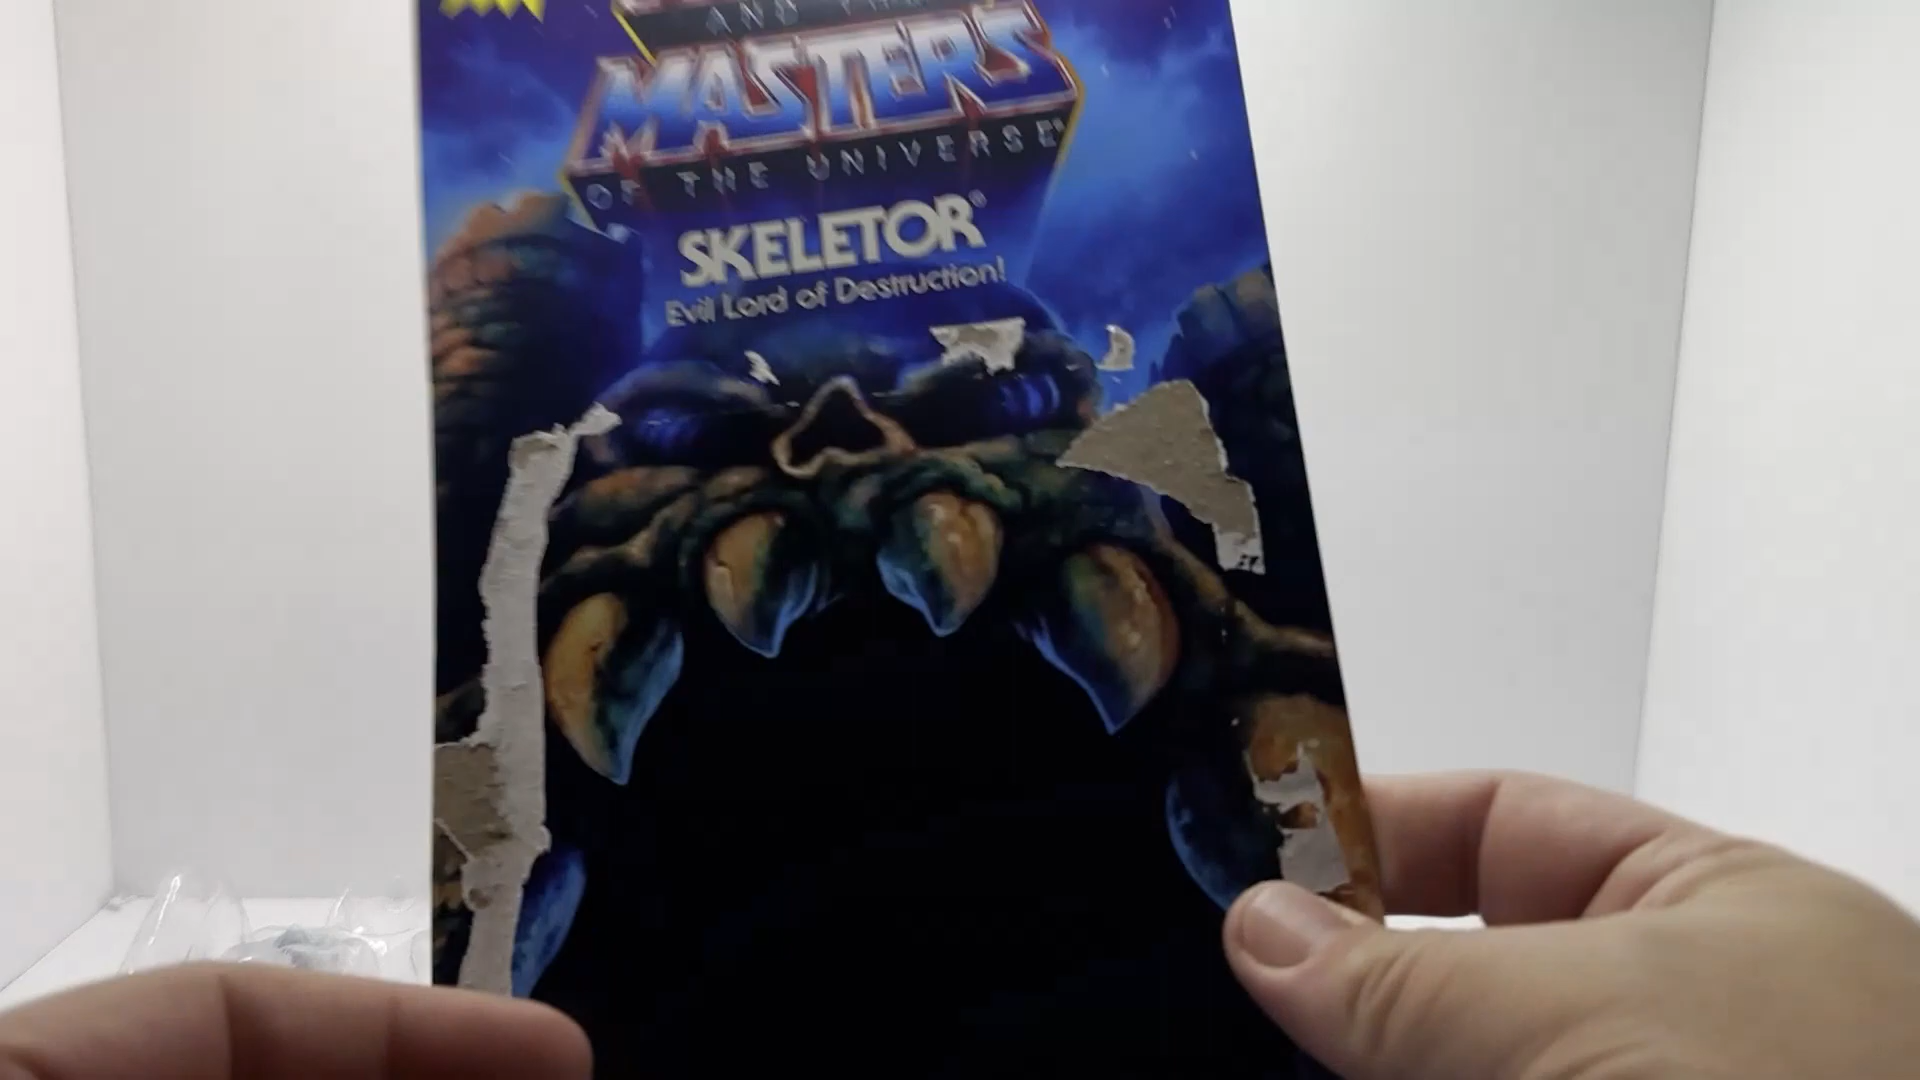 AND THE
MASTERS
OF THE UNIVERSE
SKELETOR®
Evil Lord of Destruction!